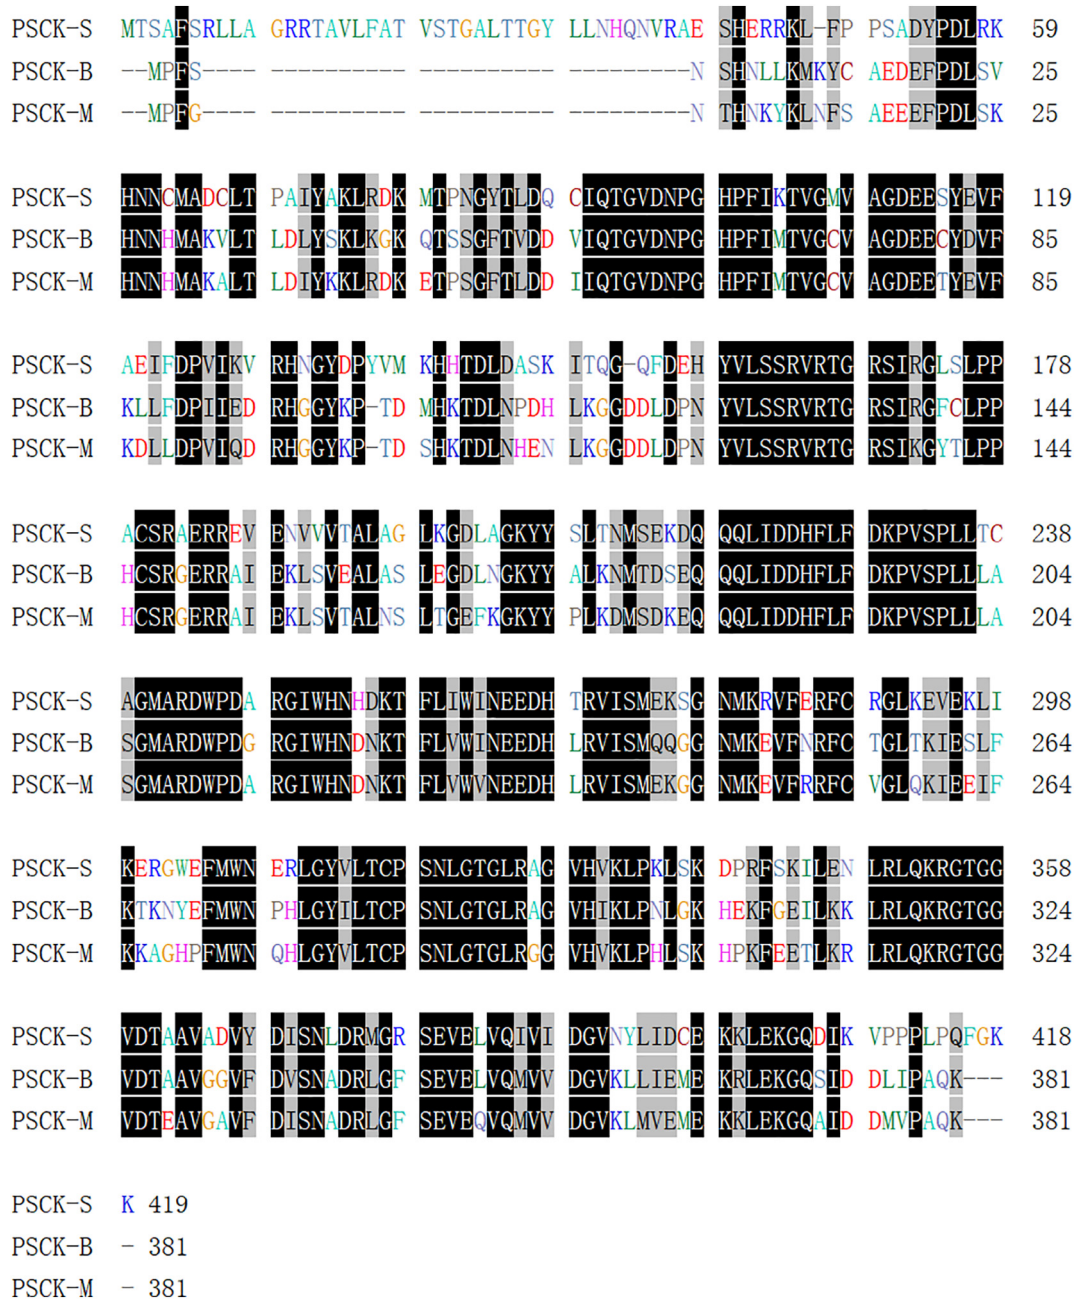 PSCK-S MTSAFSRLLA GRRTAVLFAT VSTGALTTGY LLNHQNVRAE SHERRKL-FP PSADYPDLRK 59
PSCK-B --MPFS---- ---------- ---------- ---------N SHNLLKMKYC AEDEFPDLSV 25
PSCK-M --MPFG---- ---------- ---------- ---------N THNKYKLNFS AEEEFPDLSK 25
PSCK-S HNNCMADCLT PAIYAKLRDK MTPNGYTLDQ CIQTGVDNPG HPFIKTVGMV AGDEESYEVF 119
PSCK-B HNNHMAKVLT LDLYSKLKGK QTSSGFTVDD VIQTGVDNPG HPFIMTVGCV AGDEECYDVF 85
PSCK-M HNNHMAKALT LDIYKKLRDK ETPSGFTLDD IIQTGVDNPG HPFIMTVGCV AGDEETYEVF 85
PSCK-S AEIFDPVIKV RHNGYDPYVM KHHTDLDASK ITQG-QFDEH YVLSSRVRTG RSIRGLSLPP 178
PSCK-B KLLFDPIIED RHGGYKP-TD MHKTDLNPDH LKGGDDLDPN YVLSSRVRTG RSIRGFCLPP 144
PSCK-M KDLLDPVIQD RHGGYKP-TD SHKTDLNHEN LKGGDDLDPN YVLSSRVRTG RSIKGYTLPP 144
PSCK-S ACSRAERREV ENVVVTALAG LKGDLAGKYY SLTNMSEKDQ QQLIDDHFLF DKPVSPLLTC 238
PSCK-B HCSRGERRAI EKLSVEALAS LEGDLNGKYY ALKNMTDSEQ QQLIDDHFLF DKPVSPLLLA 204
PSCK-M HCSRGERRAI EKLSVTALNS LTGEFKGKYY PLKDMSDKEQ QQLIDDHFLF DKPVSPLLLA 204
PSCK-S AGMARDWPDA RGIWHNHDKT FLIWINEEDH TRVISMEKSG NMKRVFERFC RGLKEVEKLI 298
PSCK-B SGMARDWPDG RGIWHNDNKT FLVWINEEDH LRVISMQQGG NMKEVFNRFC TGLTKIESLF 264
PSCK-M SGMARDWPDA RGIWHNDNKT FLVWVNEEDH LRVISMEKGG NMKEVFRRFC VGLQKIEEIF 264
PSCK-S KERGWEFMWN ERLGYVLTCP SNLGTGLRAG VHVKLPKLSK DPRFSKILEN LRLQKRGTGG 358
PSCK-B KTKNYEFMWN PHLGYILTCP SNLGTGLRAG VHIKLPNLGK HEKFGEILKK LRLQKRGTGG 324
PSCK-M KKAGHPFMWN QHLGYVLTCP SNLGTGLRGG VHVKLPHLSK HPKFEETLKR LRLQKRGTGG 324
PSCK-S VDTAAVADVY DISNLDRMGR SEVELVQIVI DGVNYLIDCE KKLEKGQDIK VPPPLPQFGK 418
PSCK-B VDTAAVGGVF DVSNADRLGF SEVELVQMVV DGVKLLIEME KRLEKGQSID DLIPAQK--- 381
PSCK-M VDTEAVGAVF DISNADRLGF SEVEQVQMVV DGVKLMVEME KKLEKGQAID DMVPAQK--- 381
PSCK-S K 419
PSCK-B - 381
PSCK-M - 381